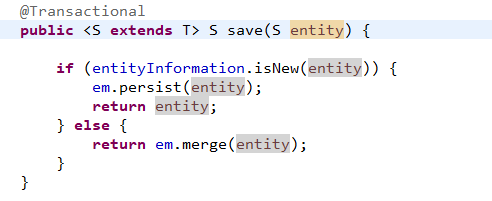 @Transactional
public <S extends T> S save(S entity) {
if (entityInformation.isNew(entity)) {
em.persist(entity);
return entity;
} else {
return em.merge(entity);
}
}